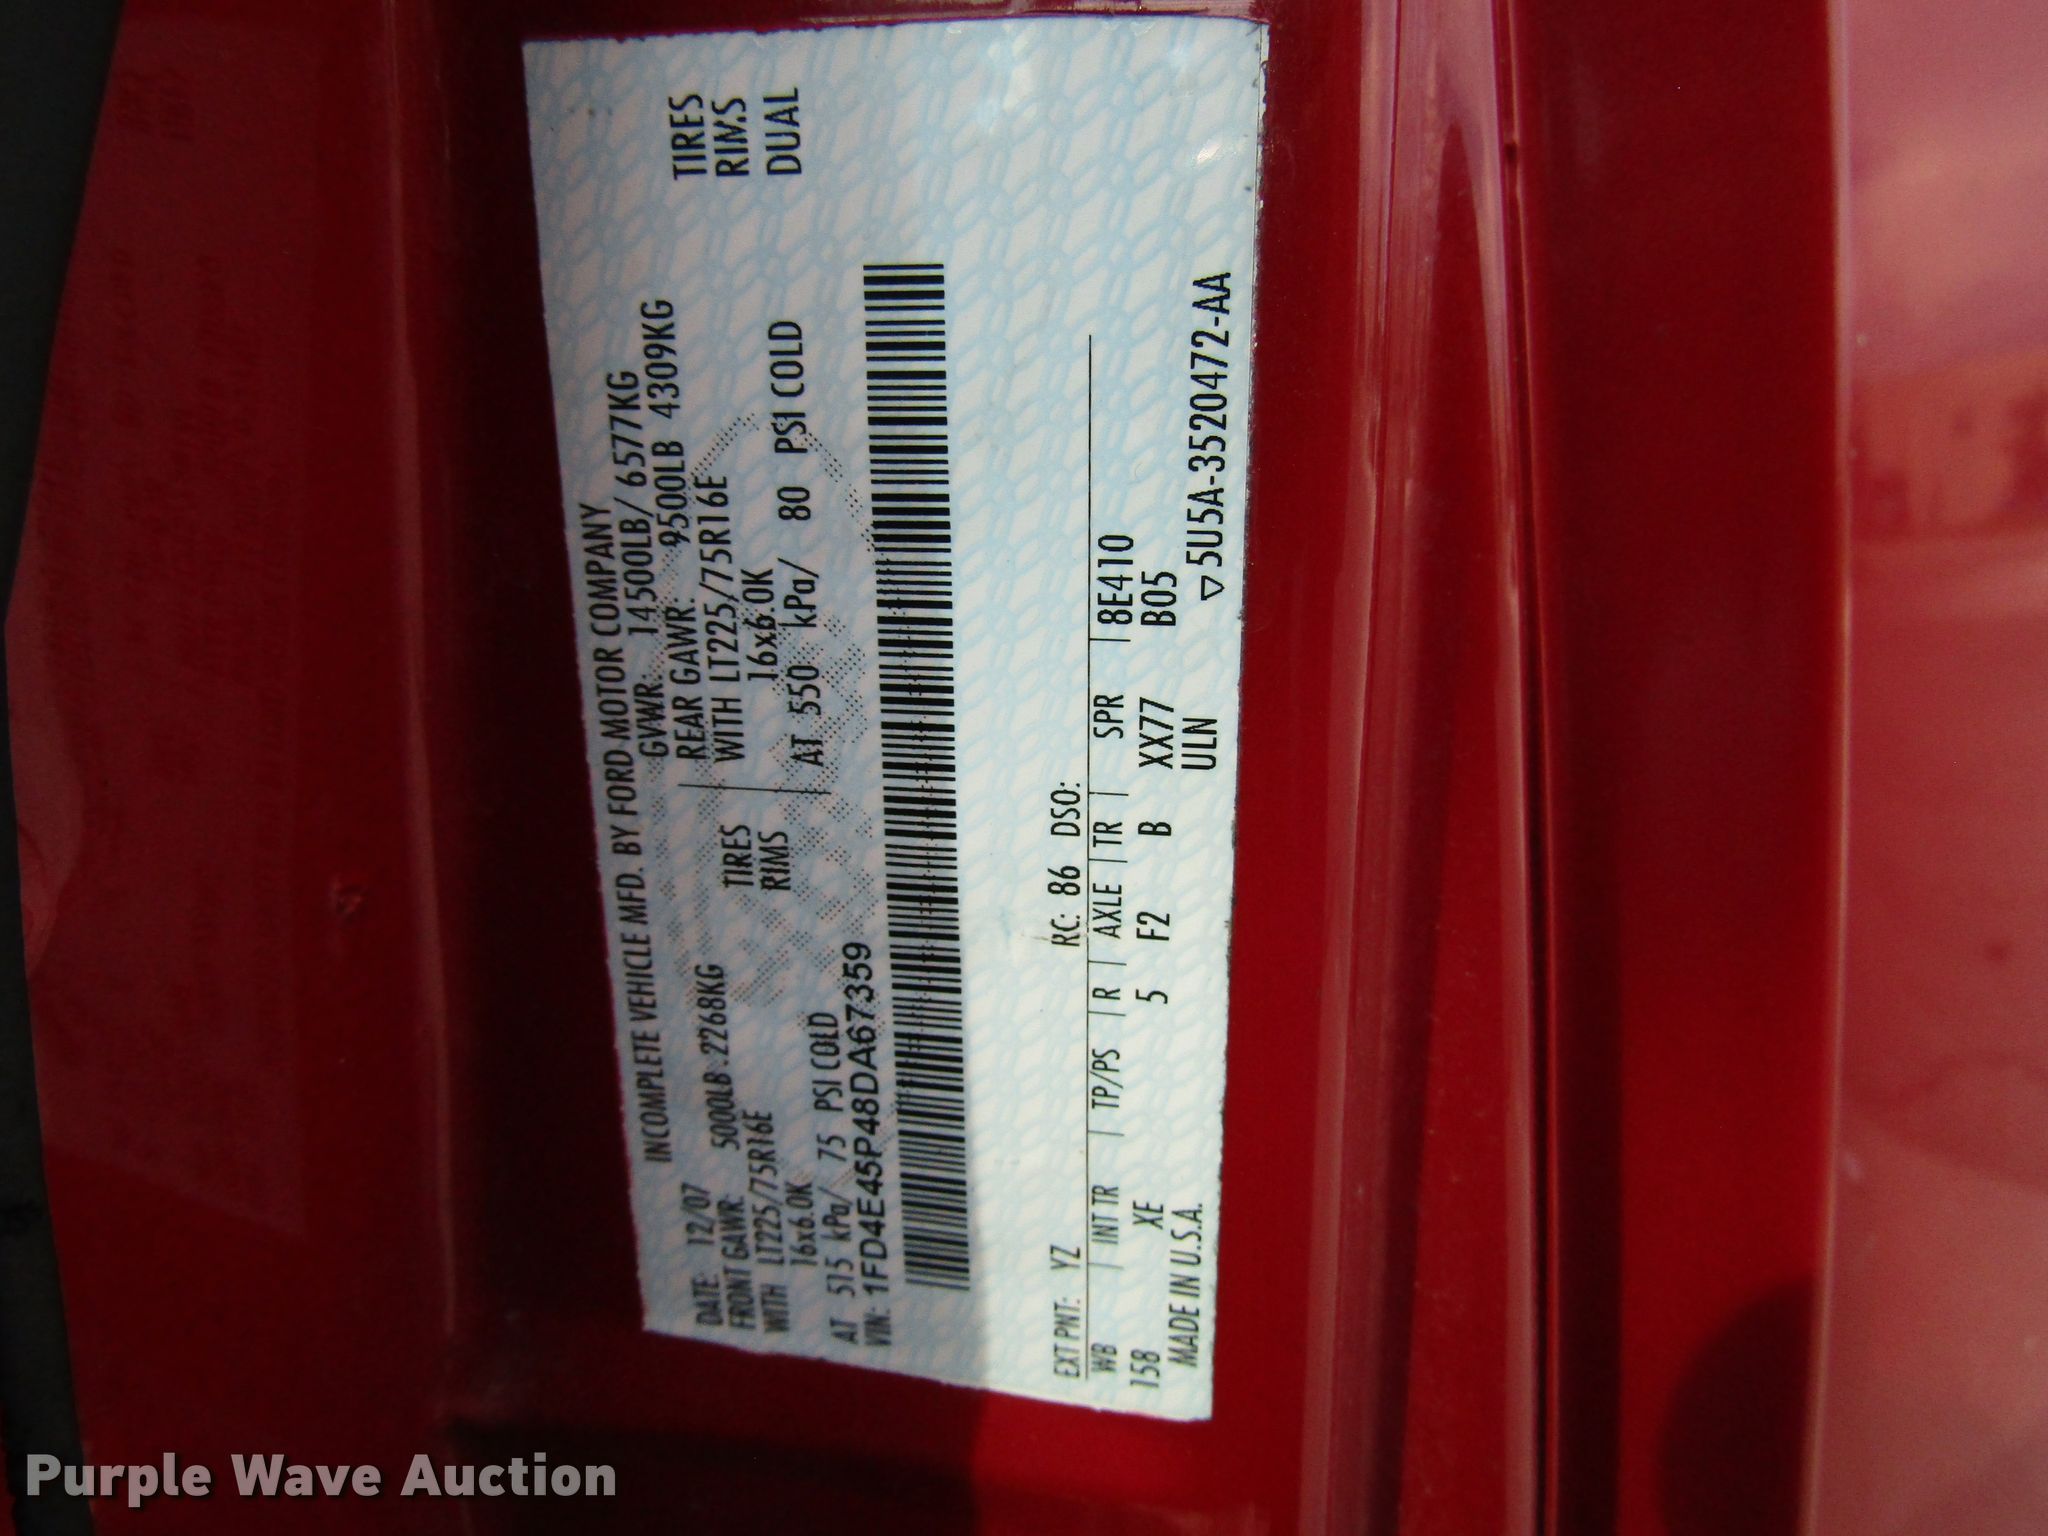 INCOMPLETE VEHICLE MFD. BY FORD MOTOR COMPANY
DATE: 12/07 GVWR: 14500LB/ 6577KG
FRONT GAWR: 5000LB 2268KG REAR GAWR: 9500LB 4309KG
WITH LT225/75R16E TIRES WITH LT225/75R16E TIRES
16x6.0K RIMS 16x6.0K RIMS
AT 515 kPa/ 75 PSI COLD AT 550 kPa/ 80 PSI COLD DUAL
VIN: 1FD4E45P48DA67359
EXT PNT: YZ RC: 86 DSO:
WB | INT TR | TP/PS | R | AXLE | TR | SPR | 8E410
158 XE 5 F2 B XX77 B05
MADE IN U.S.A. ULN
▽5U5A-3520472-AA
Purple Wave Auction